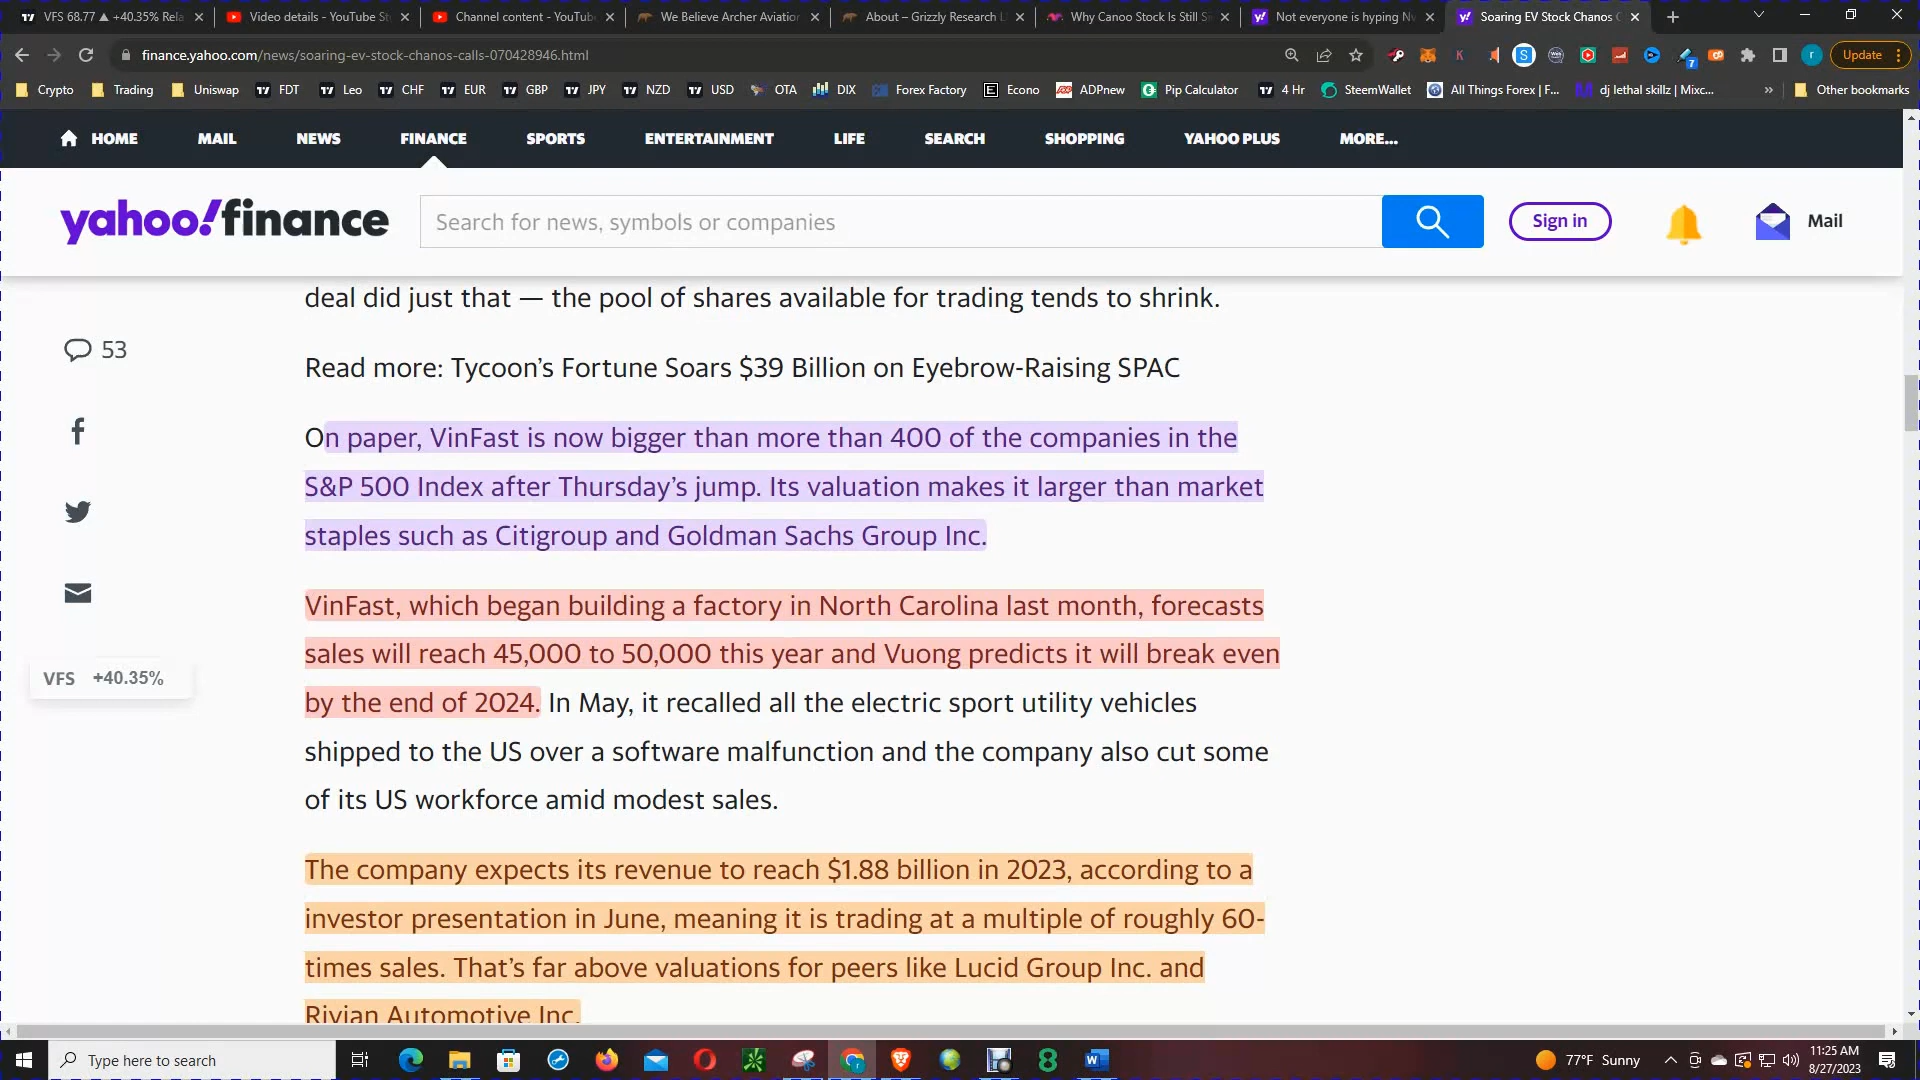 VFS 68.77 ▲ +40.35% Rela
Video details - YouTube St
Channel content - YouTube
We Believe Archer Aviation
About – Grizzly Research L
Why Canoo Stock Is Still S
Not everyone is hyping Nv
Soaring EV Stock Chanos C
finance.yahoo.com/news/soaring-ev-stock-chanos-calls-070428946.html
Update
Crypto
Trading
Uniswap
FDT
Leo
CHF
EUR
GBP
JPY
NZD
USD
OTA
DIX
Forex Factory
Econo
ADPnew
Pip Calculator
4 Hr
SteemWallet
All Things Forex | F...
dj lethal skillz | Mixc...
»
Other bookmarks
HOME
MAIL
NEWS
FINANCE
SPORTS
ENTERTAINMENT
LIFE
SEARCH
SHOPPING
YAHOO PLUS
MORE...
yahoo!finance
Search for news, symbols or companies
Sign in
Mail
deal did just that — the pool of shares available for trading tends to shrink.
53
Read more: Tycoon’s Fortune Soars $39 Billion on Eyebrow-Raising SPAC
On paper, VinFast is now bigger than more than 400 of the companies in the
S&P 500 Index after Thursday’s jump. Its valuation makes it larger than market
staples such as Citigroup and Goldman Sachs Group Inc.
VinFast, which began building a factory in North Carolina last month, forecasts
sales will reach 45,000 to 50,000 this year and Vuong predicts it will break even
VFS +40.35%
by the end of 2024. In May, it recalled all the electric sport utility vehicles
shipped to the US over a software malfunction and the company also cut some
of its US workforce amid modest sales.
The company expects its revenue to reach $1.88 billion in 2023, according to a
investor presentation in June, meaning it is trading at a multiple of roughly 60-
times sales. That’s far above valuations for peers like Lucid Group Inc. and
Rivian Automotive Inc.
Type here to search
77°F Sunny
11:25 AM
8/27/2023